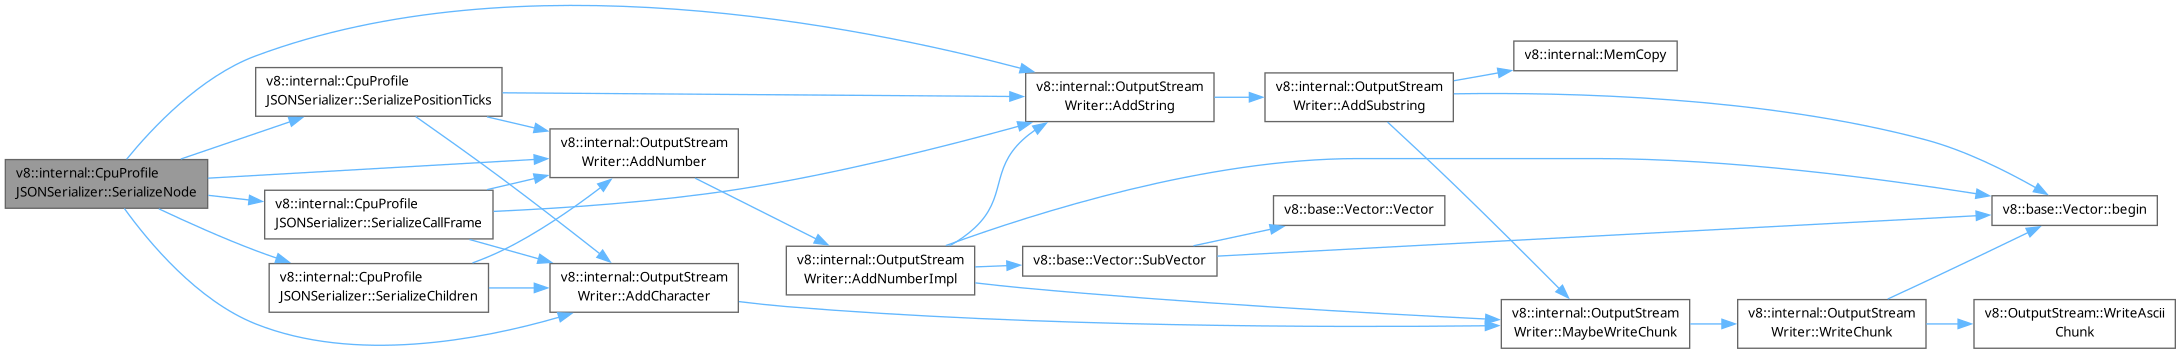 v8::internal::CpuProfile
JSONSerializer::SerializeNode
v8::internal::CpuProfile
JSONSerializer::SerializePositionTicks
v8::internal::CpuProfile
JSONSerializer::SerializeCallFrame
v8::internal::CpuProfile
JSONSerializer::SerializeChildren
v8::internal::OutputStream
Writer::AddNumber
v8::internal::OutputStream
Writer::AddCharacter
v8::internal::OutputStream
Writer::AddNumberImpl
v8::internal::OutputStream
Writer::AddString
v8::base::Vector::SubVector
v8::internal::OutputStream
Writer::AddSubstring
v8::base::Vector::Vector
v8::internal::MemCopy
v8::internal::OutputStream
Writer::MaybeWriteChunk
v8::internal::OutputStream
Writer::WriteChunk
v8::base::Vector::begin
v8::OutputStream::WriteAscii
Chunk